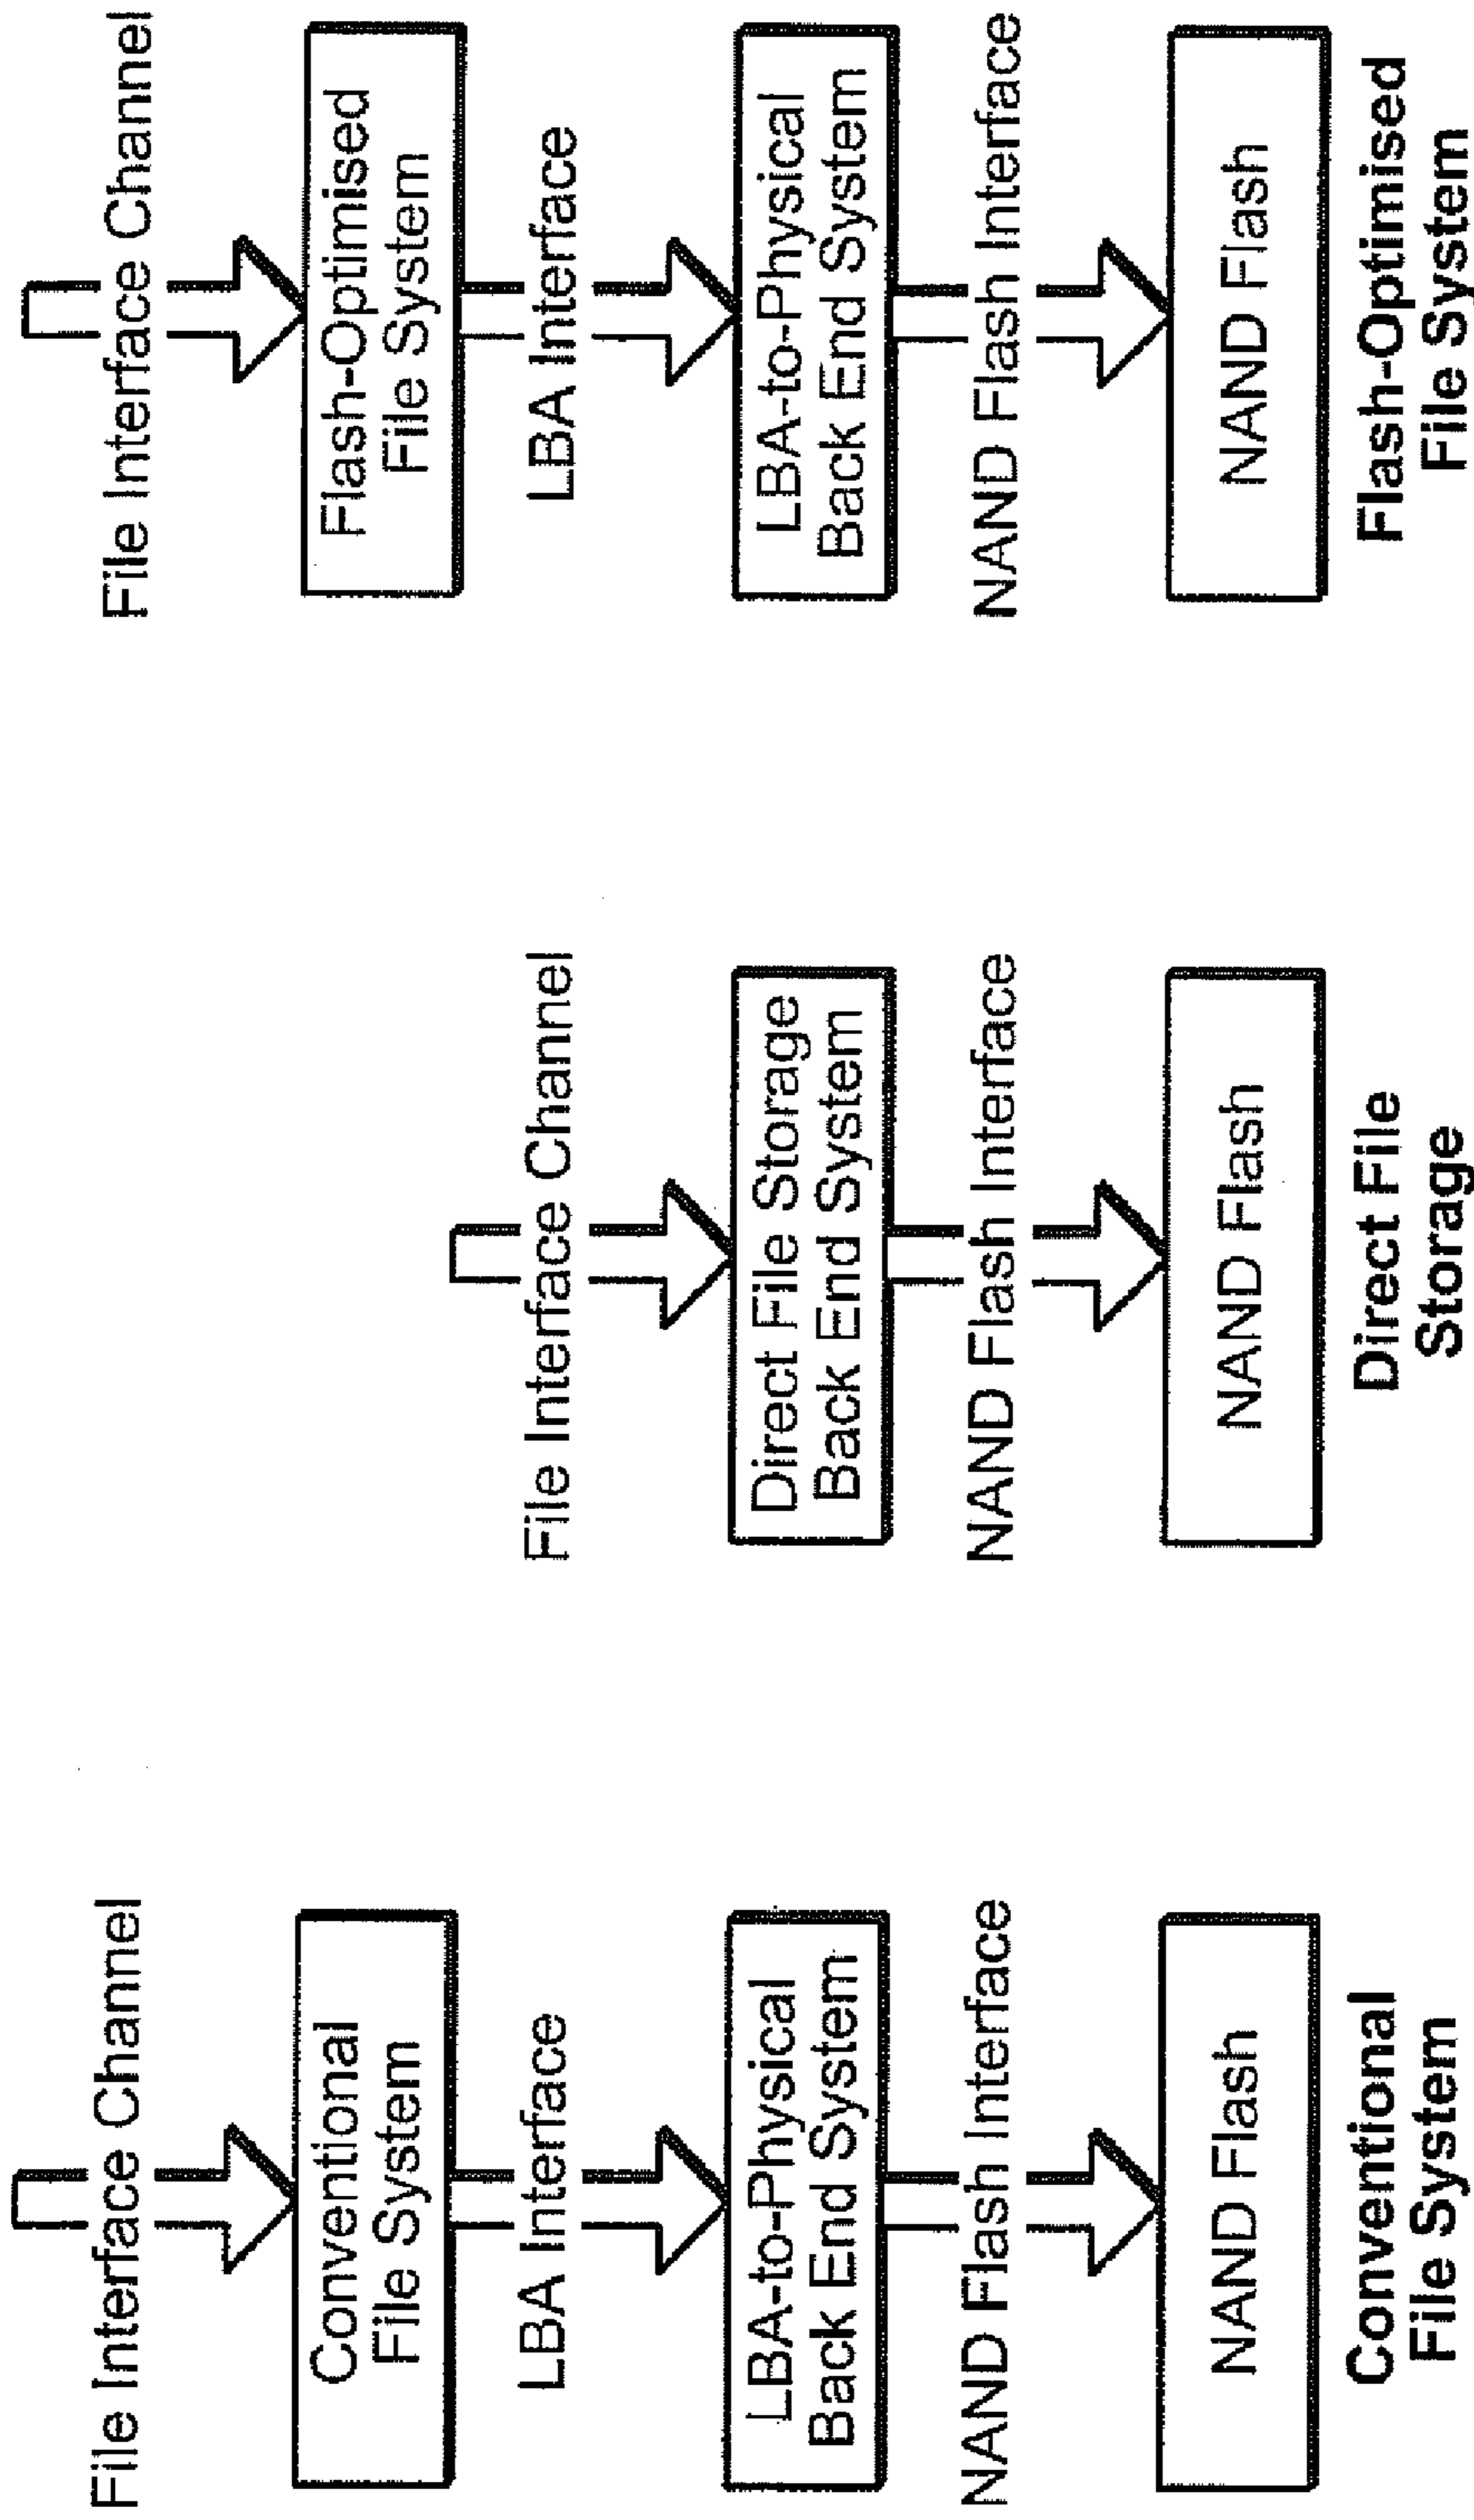 File Interface Channel
Conventional
File System
LBA Interface
LBA-to-Physical
Back End System
NAND Flash Interface
NAND Flash
Conventional
File System
File Interface Channel
Direct File Storage
Back End System
NAND Flash Interface
NAND Flash
Direct File
Storage
File Interface Channel
Flash-Optimised
File System
LBA Interface
LBA-to-Physical
Back End System
NAND Flash Interface
NAND Flash
Flash-Optimised
File System